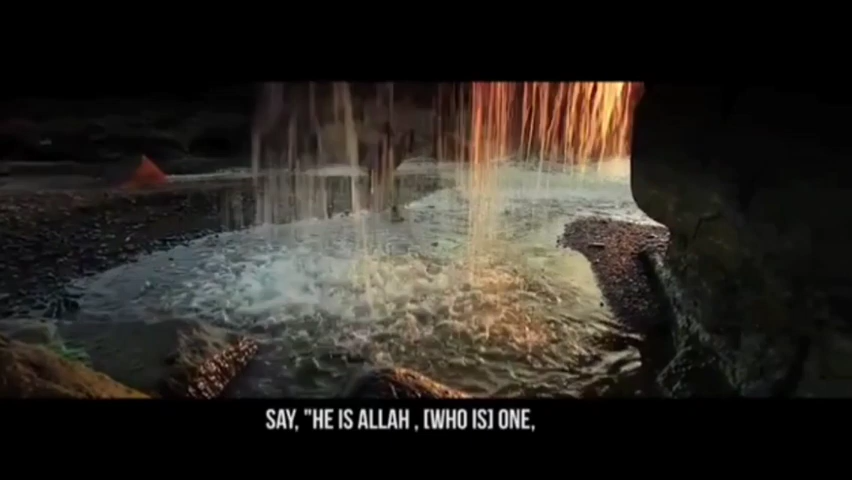 SAY, "HE IS ALLAH , [WHO IS] ONE,